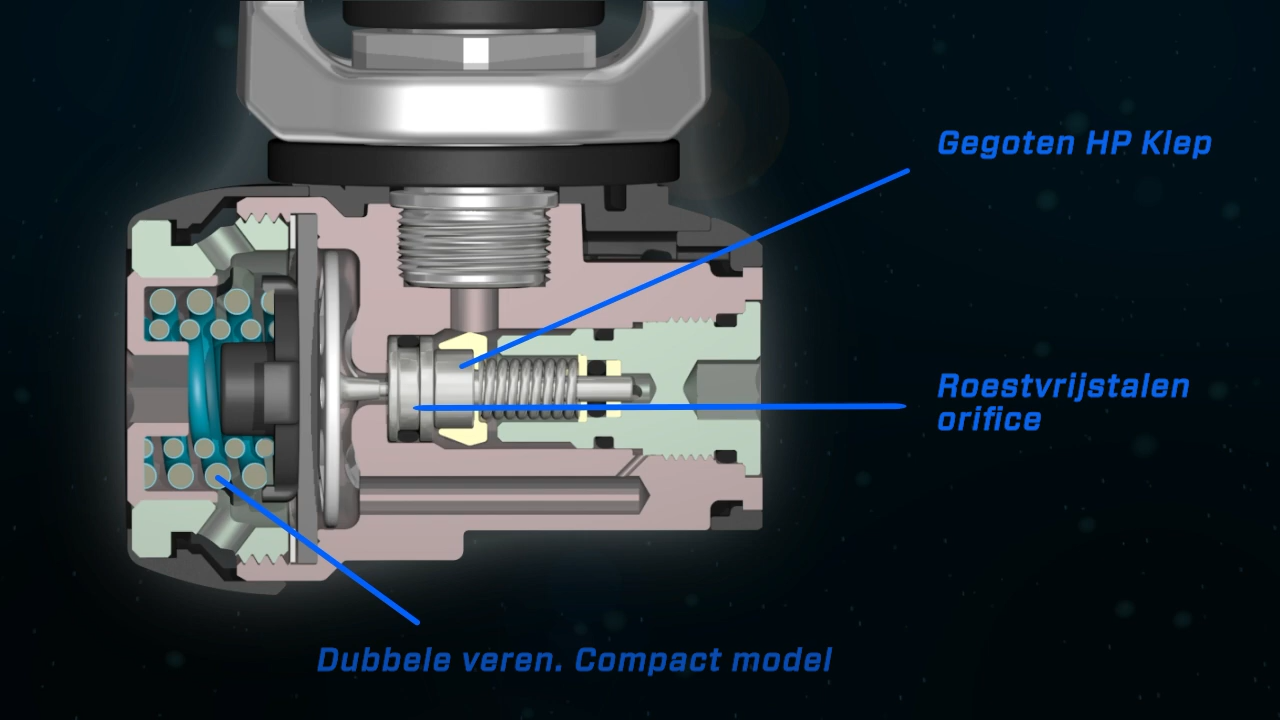 Gegoten HP Klep
Roestvrijstalen
orifice
Dubbele veren. Compact model